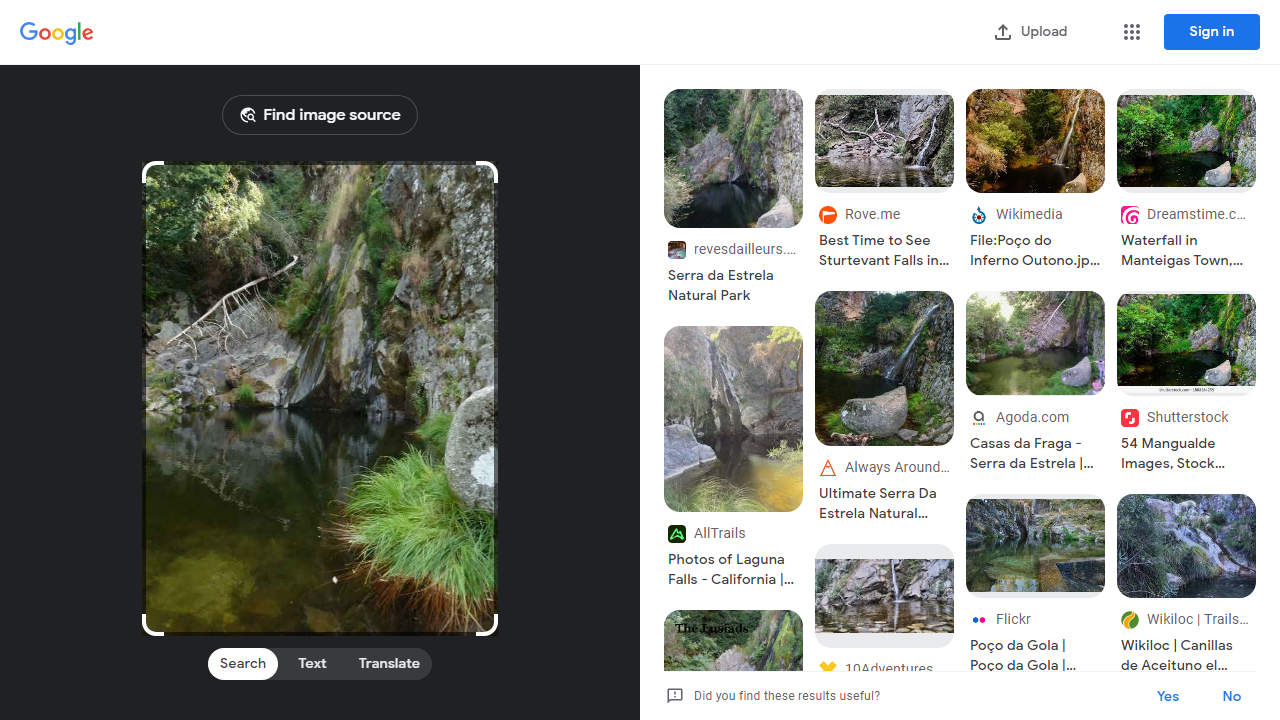 Google
Upload
Sign in
Find image source
Search
Text
Translate
revesdailleurs....
Serra da Estrela
Natural Park
AllTrails
Photos of Laguna
Falls - California |...
The Lusiads
Rove.me
Best Time to See
Sturtevant Falls in...
Always Around...
Ultimate Serra Da
Estrela Natural...
10Adventures
Wikimedia
File:Poço do
Inferno Outono.jp...
Agoda.com
Casas da Fraga -
Serra da Estrela |...
Flickr
Poço da Gola |
Poço da Gola |...
Dreamstime.c...
Waterfall in
Manteigas Town,...
Shutterstock
54 Mangualde
Images, Stock...
Wikiloc | Trails...
Wikiloc | Canillas
de Aceituno el...
Did you find these results useful?
Yes
No